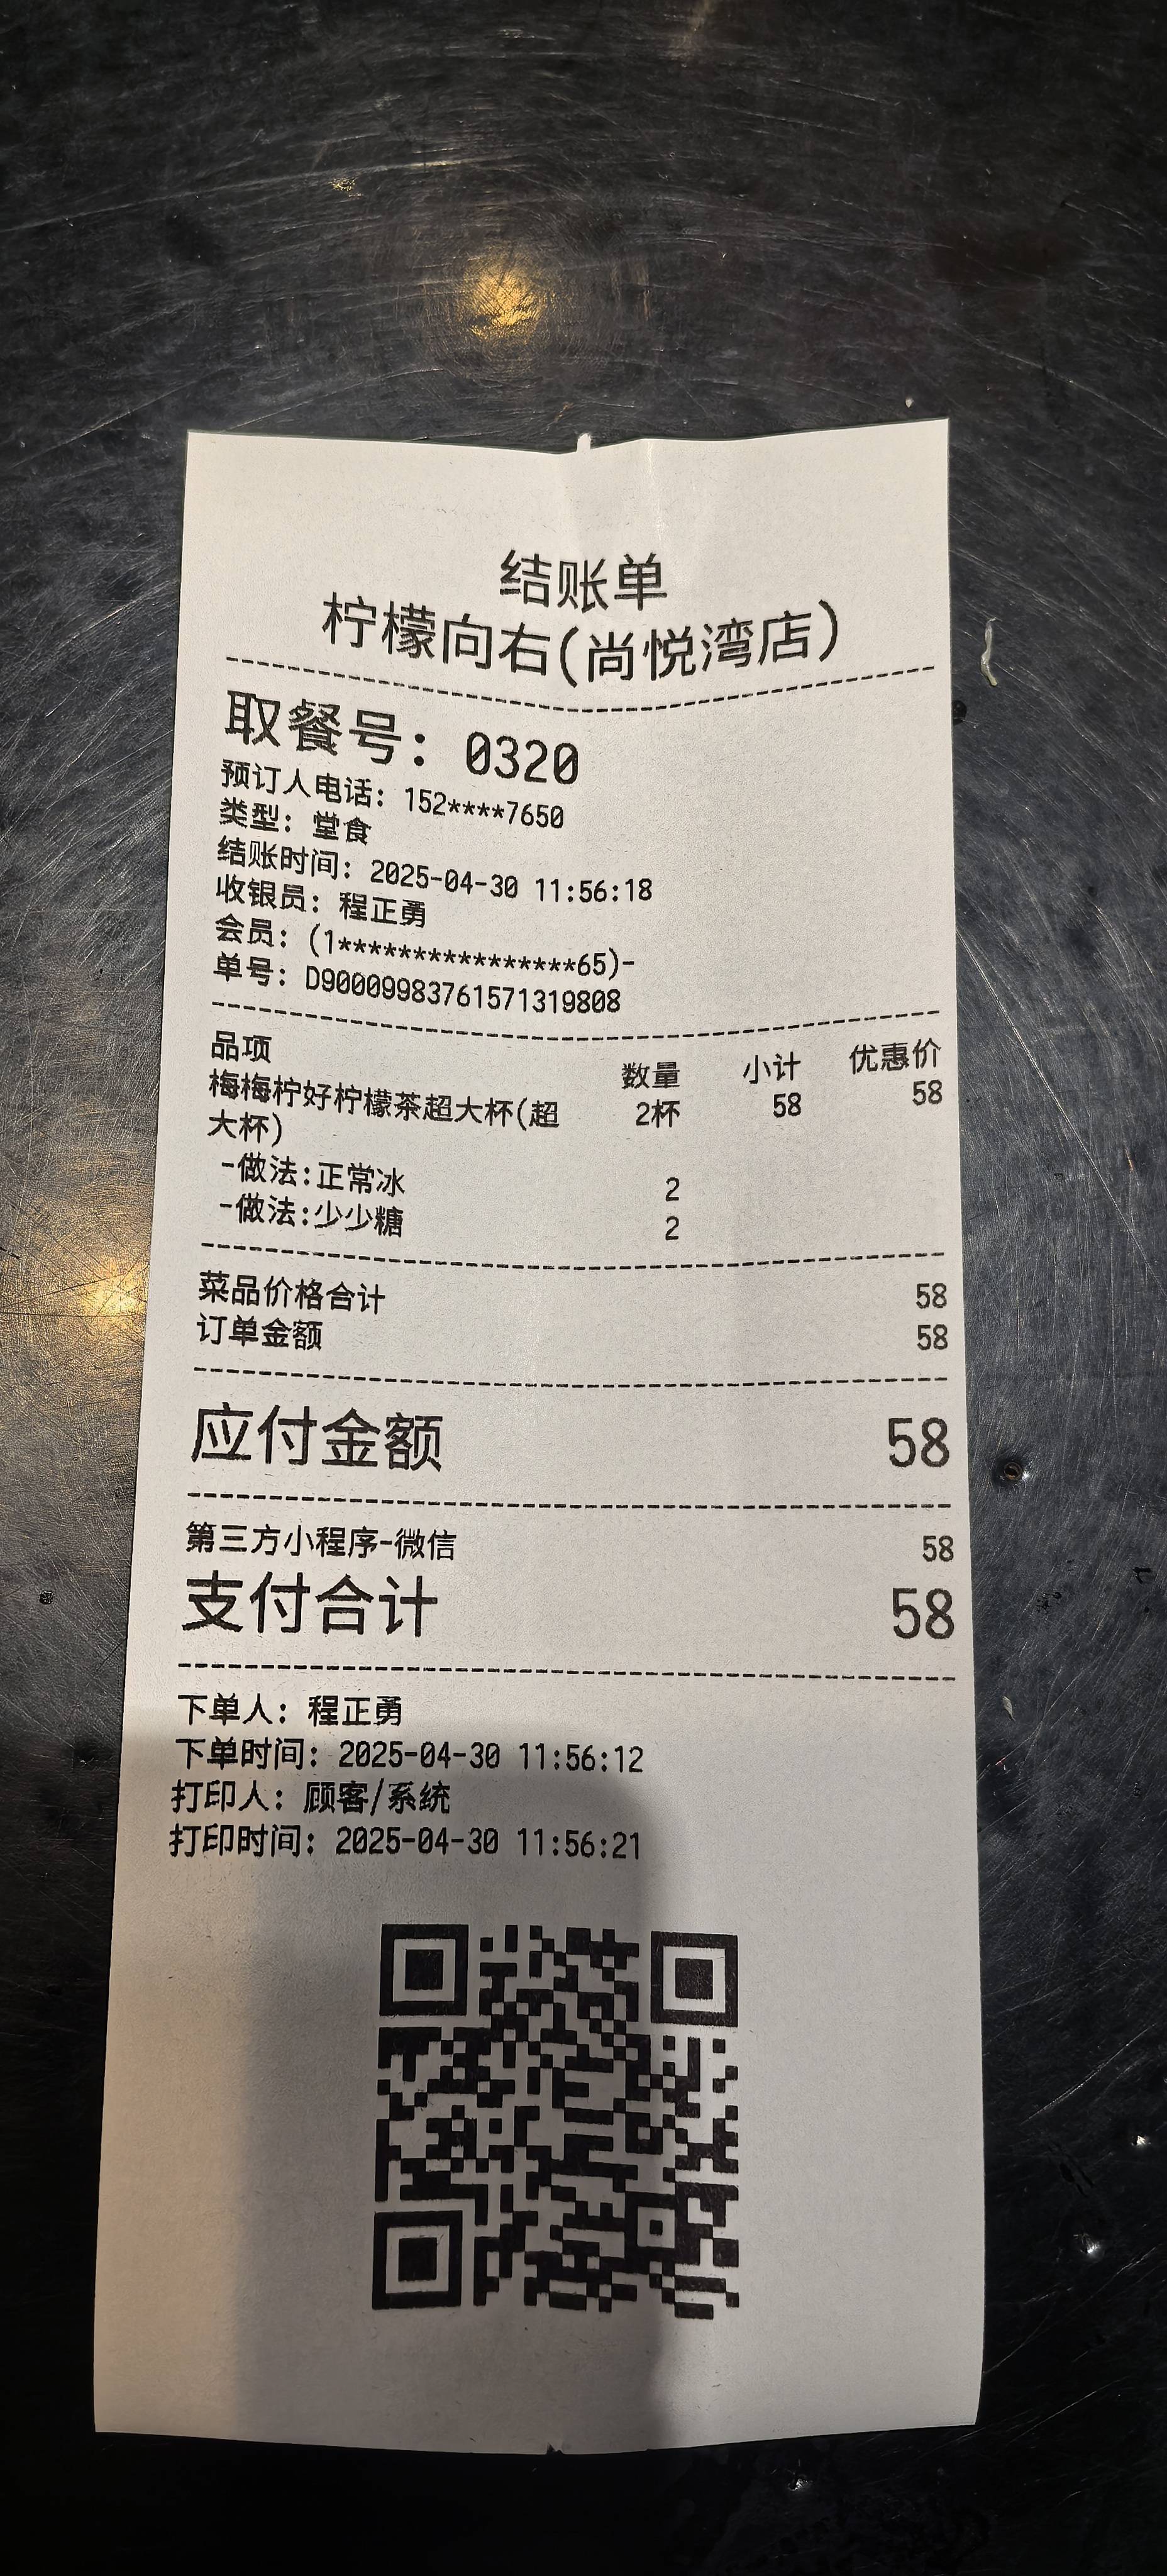 结账单
柠檬向右(尚悦湾店)
取餐号: 0320
预订人电话: 152****7650
类型: 堂食
结账时间: 2025-04-30 11:56:18
收银员: 程正勇
会员: (1****************65)-
单号: D90009983761571319808
品项 数量 小计 优惠价
梅梅柠好柠檬茶超大杯(超 2杯 58 58
大杯)
-做法:正常冰 2
-做法:少少糖 2
菜品价格合计 58
订单金额 58
应付金额 58
第三方小程序-微信 58
支付合计 58
下单人: 程正勇
下单时间: 2025-04-30 11:56:12
打印人: 顾客/系统
打印时间: 2025-04-30 11:56:21